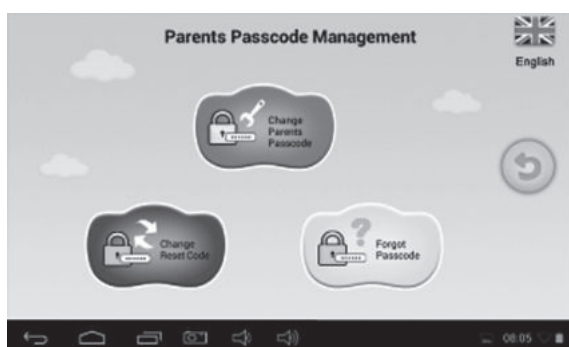 Parents Passcode Management
English
Change
Parents
Passcode
Change
Reset Code
Forgot
Passcode
08:05